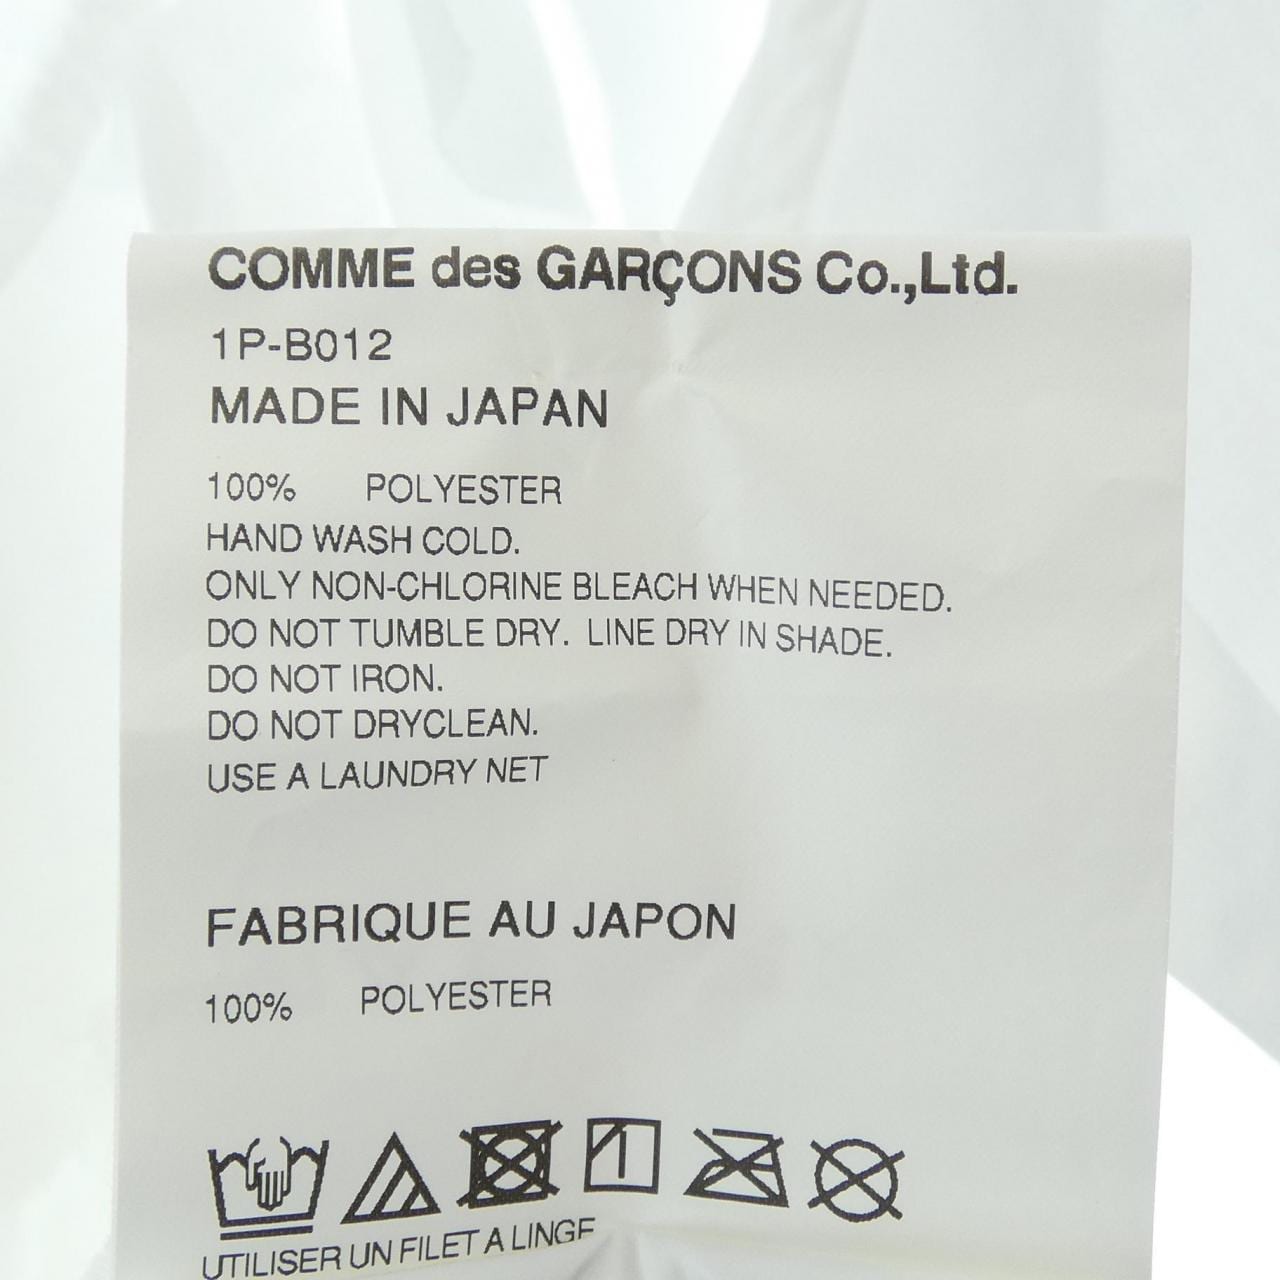 COMME des GARÇONS Co.,Ltd.
1P-B012
MADE IN JAPAN
100% POLYESTER
HAND WASH COLD.
ONLY NON-CHLORINE BLEACH WHEN NEEDED.
DO NOT TUMBLE DRY. LINE DRY IN SHADE.
DO NOT IRON.
DO NOT DRYCLEAN.
USE A LAUNDRY NET
FABRIQUE AU JAPON
100% POLYESTER
UTILISER UN FILET A LINGE